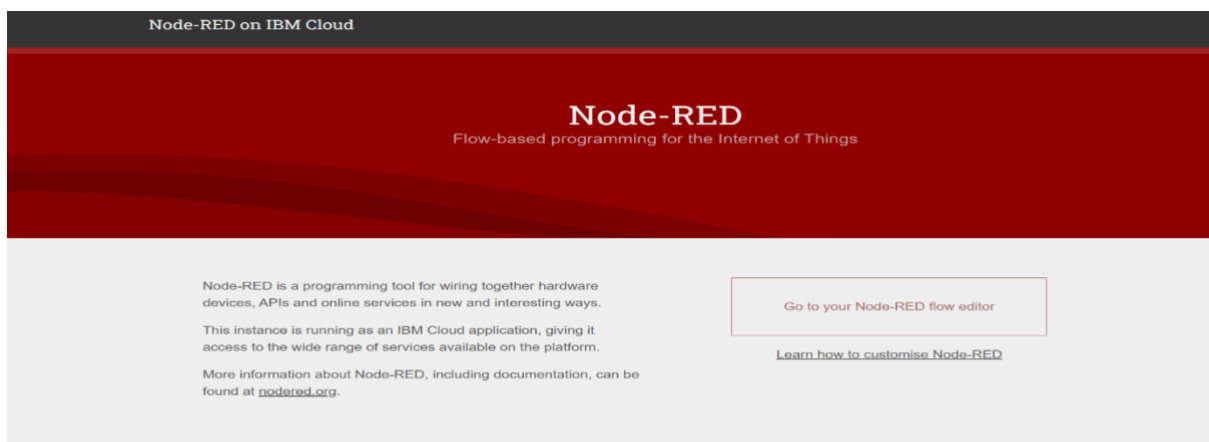 Node-RED on IBM Cloud
Node-RED
Flow-based programming for the Internet of Things
Node-RED is a programming tool for wiring together hardware
devices, APIs and online services in new and interesting ways.
This instance is running as an IBM Cloud application, giving it
access to the wide range of services available on the platform.
More information about Node-RED, including documentation, can be
found at nodered.org.
Go to your Node-RED flow editor
Learn how to customise Node-RED